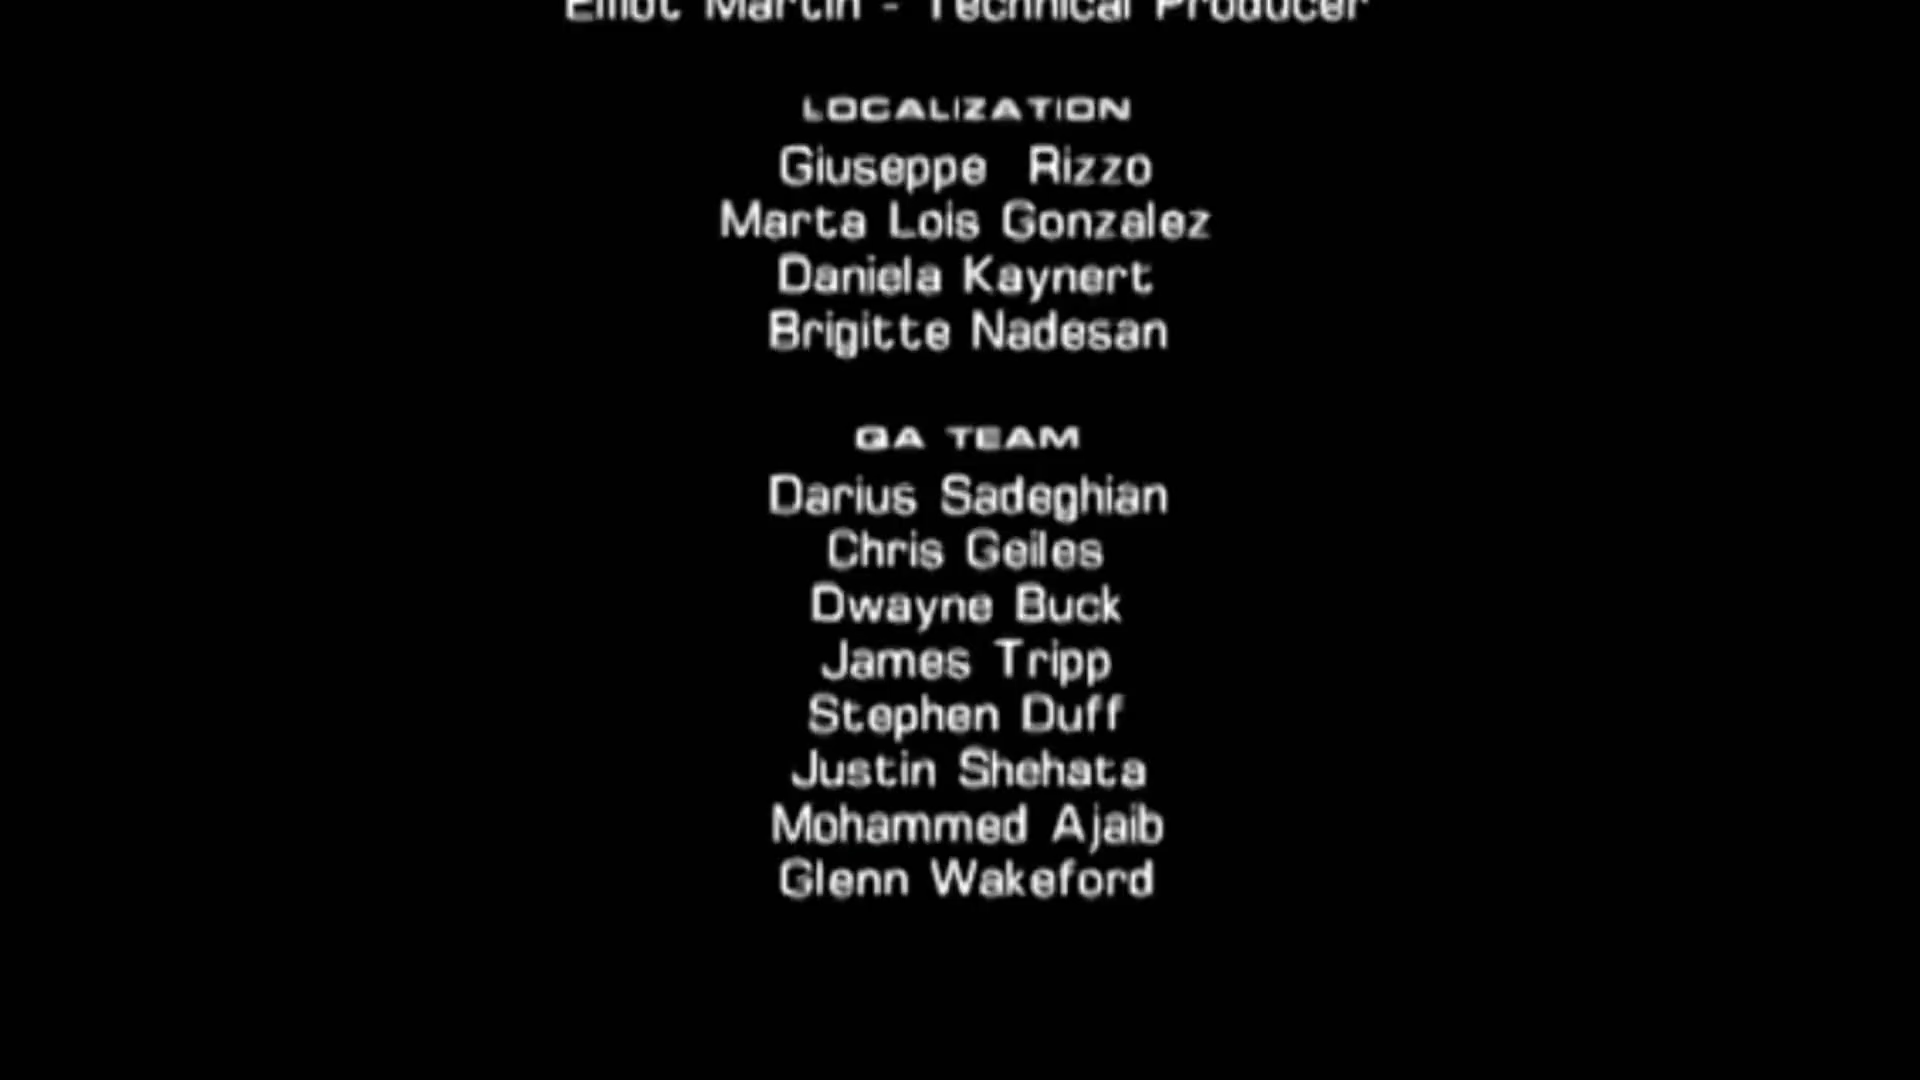 Elliot Martin - Technical Producer
LOCALIZATION
Giuseppe  Rizzo
Marta Lois Gonzalez
Daniela Kaynert
Brigitte Nadesan
QA TEAM
Darius Sadeghian
Chris Geiles
Dwayne Buck
James Tripp
Stephen Duff
Justin Shehata
Mohammed Ajaib
Glenn Wakeford